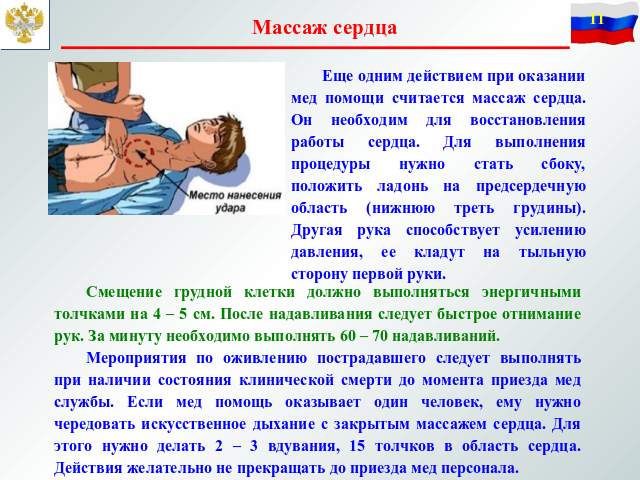 Массаж сердца
11
Еще одним действием при оказании
мед помощи считается массаж сердца.
Он необходим для восстановления
работы сердца. Для выполнения
процедуры нужно стать сбоку,
положить ладонь на предсердечную
область (нижнюю треть грудины).
Другая рука способствует усилению
давления, ее кладут на тыльную
сторону первой руки.
Место нанесения
удара
Смещение грудной клетки должно выполняться энергичными
толчками на 4 – 5 см. После надавливания следует быстрое отнимание
рук. За минуту необходимо выполнять 60 – 70 надавливаний.
Мероприятия по оживлению пострадавшего следует выполнять
при наличии состояния клинической смерти до момента приезда мед
службы. Если мед помощь оказывает один человек, ему нужно
чередовать искусственное дыхание с закрытым массажем сердца. Для
этого нужно делать 2 – 3 вдувания, 15 толчков в область сердца.
Действия желательно не прекращать до приезда мед персонала.